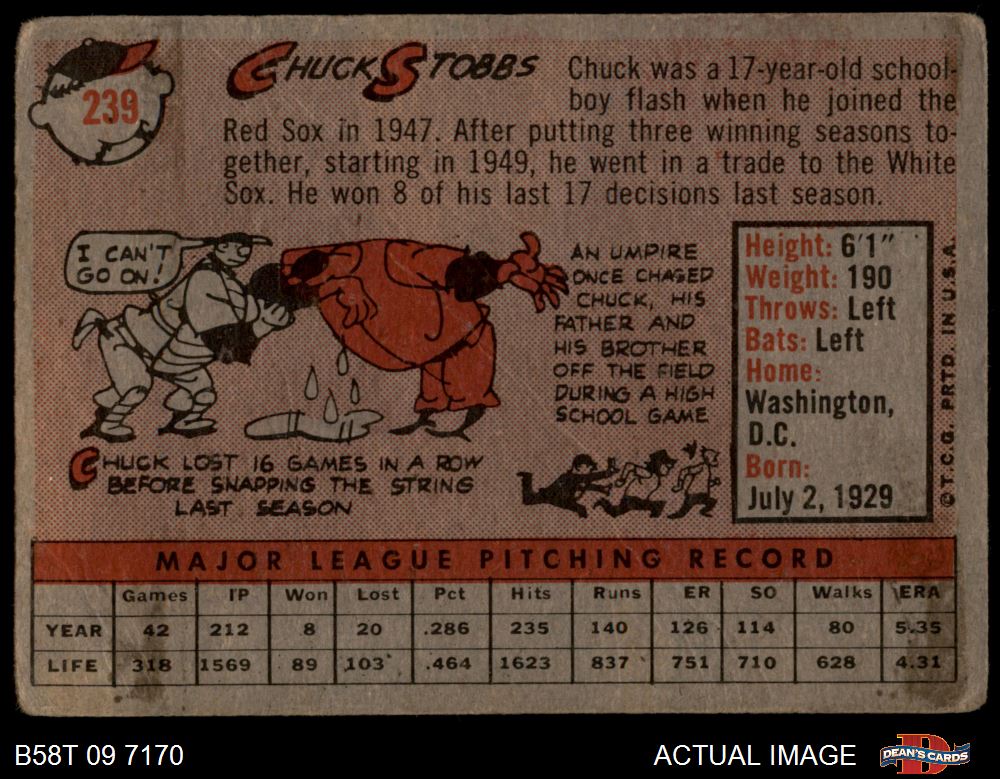 239
CHUCK STOBBS
Chuck was a 17-year-old school-
boy flash when he joined the
Red Sox in 1947. After putting three winning seasons to-
gether, starting in 1949, he went in a trade to the White
Sox. He won 8 of his last 17 decisions last season.
I CAN'T
GO ON!
CHUCK LOST 16 GAMES IN A ROW
BEFORE SNAPPING THE STRING
LAST SEASON
AN UMPIRE
ONCE CHASED
CHUCK, HIS
FATHER AND
HIS BROTHER
OFF THE FIELD
DURING A HIGH
SCHOOL GAME
Height: 6'1"
Weight: 190
Throws: Left
Bats: Left
Home:
Washington,
D.C.
Born:
July 2, 1929
© T. C. G. PRTD. IN U. S. A.
MAJOR LEAGUE PITCHING RECORD
Games IP Won Lost Pct Hits Runs ER SO Walks ERA
YEAR 42 212 8 20 .286 235 140 126 114 80 5.35
LIFE 318 1569 89 103 .464 1623 837 751 710 628 4.31
B58T 09 7170
ACTUAL IMAGE
DEAN'S CARDS